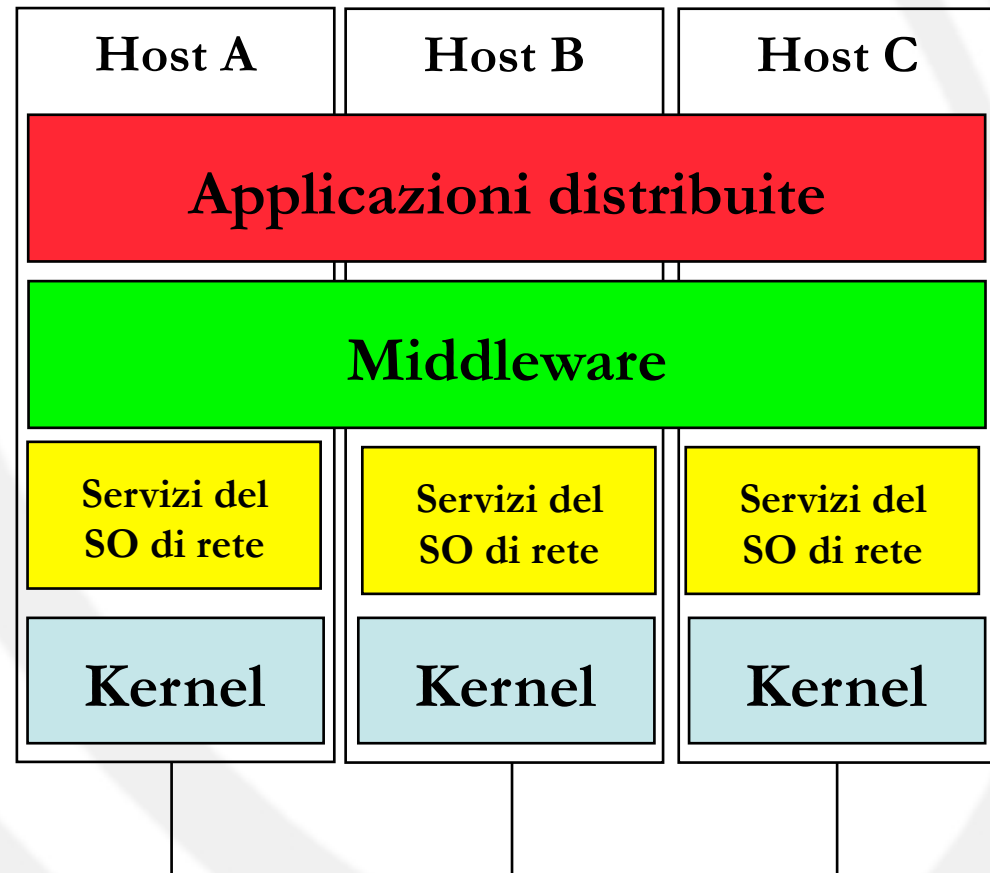 Host A
Host B
Host C
Applicazioni distribuite
Middleware
Servizi del
SO di rete
Servizi del
SO di rete
Servizi del
SO di rete
Kernel
Kernel
Kernel